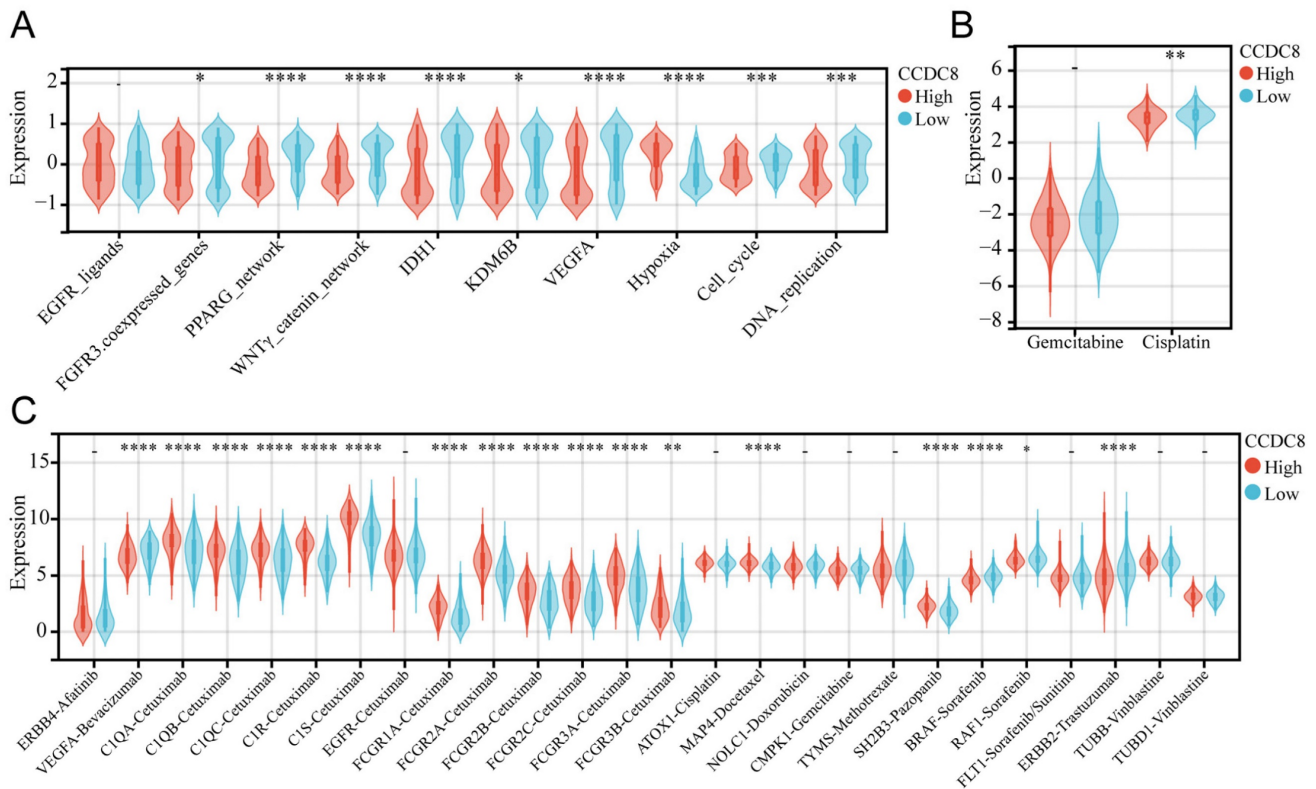 A
2
1
0
−1
Expression
- * **** **** **** * **** **** *** ***
CCDC8
High
Low
EGFR_ligands
FGFR3.coexpressed_genes
PPARG_network
WNTγ_catenin_network
IDH1
KDM6B
VEGFA
Hypoxia
Cell_cycle
DNA_replication
B
6
4
2
0
−2
−4
−6
−8
Expression
- **
CCDC8
High
Low
Gemcitabine
Cisplatin
C
15
10
5
0
Expression
- **** **** **** **** **** **** - **** **** **** **** **** ** - **** - - - **** **** * - **** - -
CCDC8
High
Low
ERBB4-Afatinib
VEGFA-Bevacizumab
C1QA-Cetuximab
C1QB-Cetuximab
C1QC-Cetuximab
C1R-Cetuximab
C1S-Cetuximab
EGFR-Cetuximab
FCGR1A-Cetuximab
FCGR2A-Cetuximab
FCGR2B-Cetuximab
FCGR2C-Cetuximab
FCGR3A-Cetuximab
FCGR3B-Cetuximab
ATOX1-Cisplatin
MAP4-Docetaxel
NOLC1-Doxorubicin
CMPK1-Gemcitabine
TYMS-Methotrexate
SH2B3-Pazopanib
BRAF-Sorafenib
RAF1-Sorafenib
FLT1-Sorafenib/Sunitinb
ERBB2-Trastuzumab
TUBB-Vinblastine
TUBD1-Vinblastine